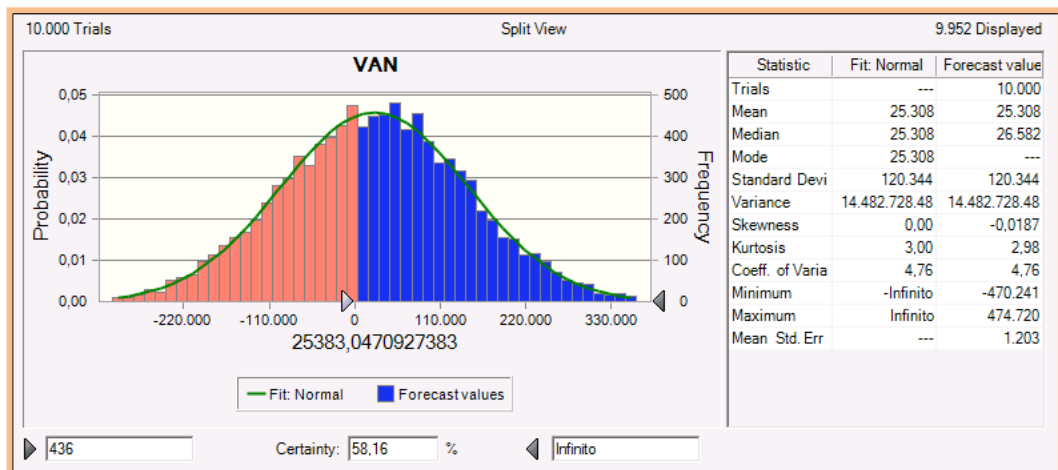 10.000 Trials Split View 9.952 Displayed
VAN
Probability
0,05
0,04
0,03
0,02
0,01
0,00
500
400
300
200
100
0
Frequency
-220.000 -110.000 0 110.000 220.000 330.000
25383,0470927383
Fit: Normal Forecast values
Statistic Fit: Normal Forecast value
Trials --- 10.000
Mean 25.308 25.308
Median 25.308 26.582
Mode 25.308 ---
Standard Devi 120.344 120.344
Variance 14.482.728.48 14.482.728.48
Skewness 0,00 -0,0187
Kurtosis 3,00 2,98
Coeff. of Varia 4,76 4,76
Minimum -Infinito -470.241
Maximum Infinito 474.720
Mean Std. Err --- 1.203
436 Certainty: 58,16 % Infinito